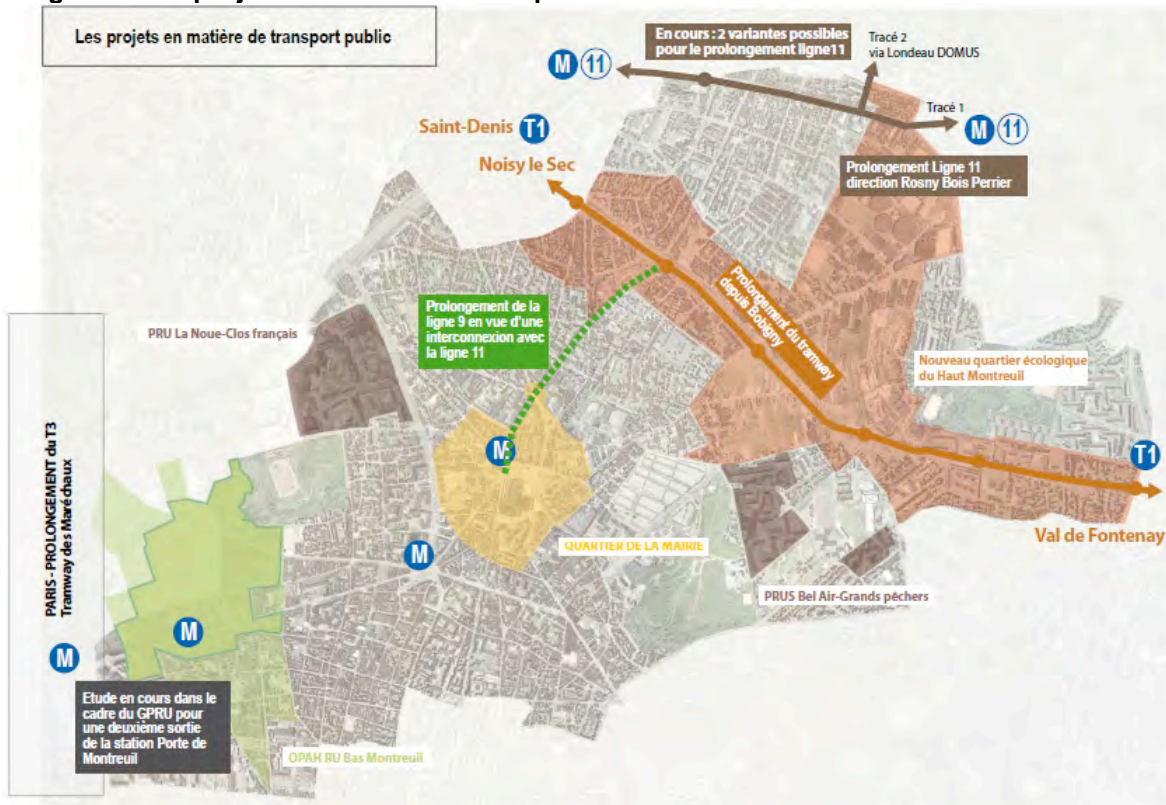 Les projets en matière de transport public
En cours : 2 variantes possibles
pour le prolongement ligne11
Tracé 2
via Londeau DOMUS
M 11
Tracé 1
M 11
Saint-Denis T1
Noisy le Sec
Prolongement Ligne 11
direction Rosny Bois Perrier
Prolongement du tramway
depuis Bobigny
Prolongement de la
ligne 9 en vue d'une
interconnexion avec
la ligne 11
PRU La Noue-Clos français
Nouveau quartier écologique
du Haut Montreuil
M
T1
Val de Fontenay
QUARTIER DE LA MAIRIE
M
PRUS Bel Air-Grands pêchers
PARIS - PROLONGEMENT du T3
Tramway des Maréchaux
M
M
Etude en cours dans le
cadre du GPRU pour
une deuxième sortie
de la station Porte de
Montreuil
OPAH RU Bas Montreuil